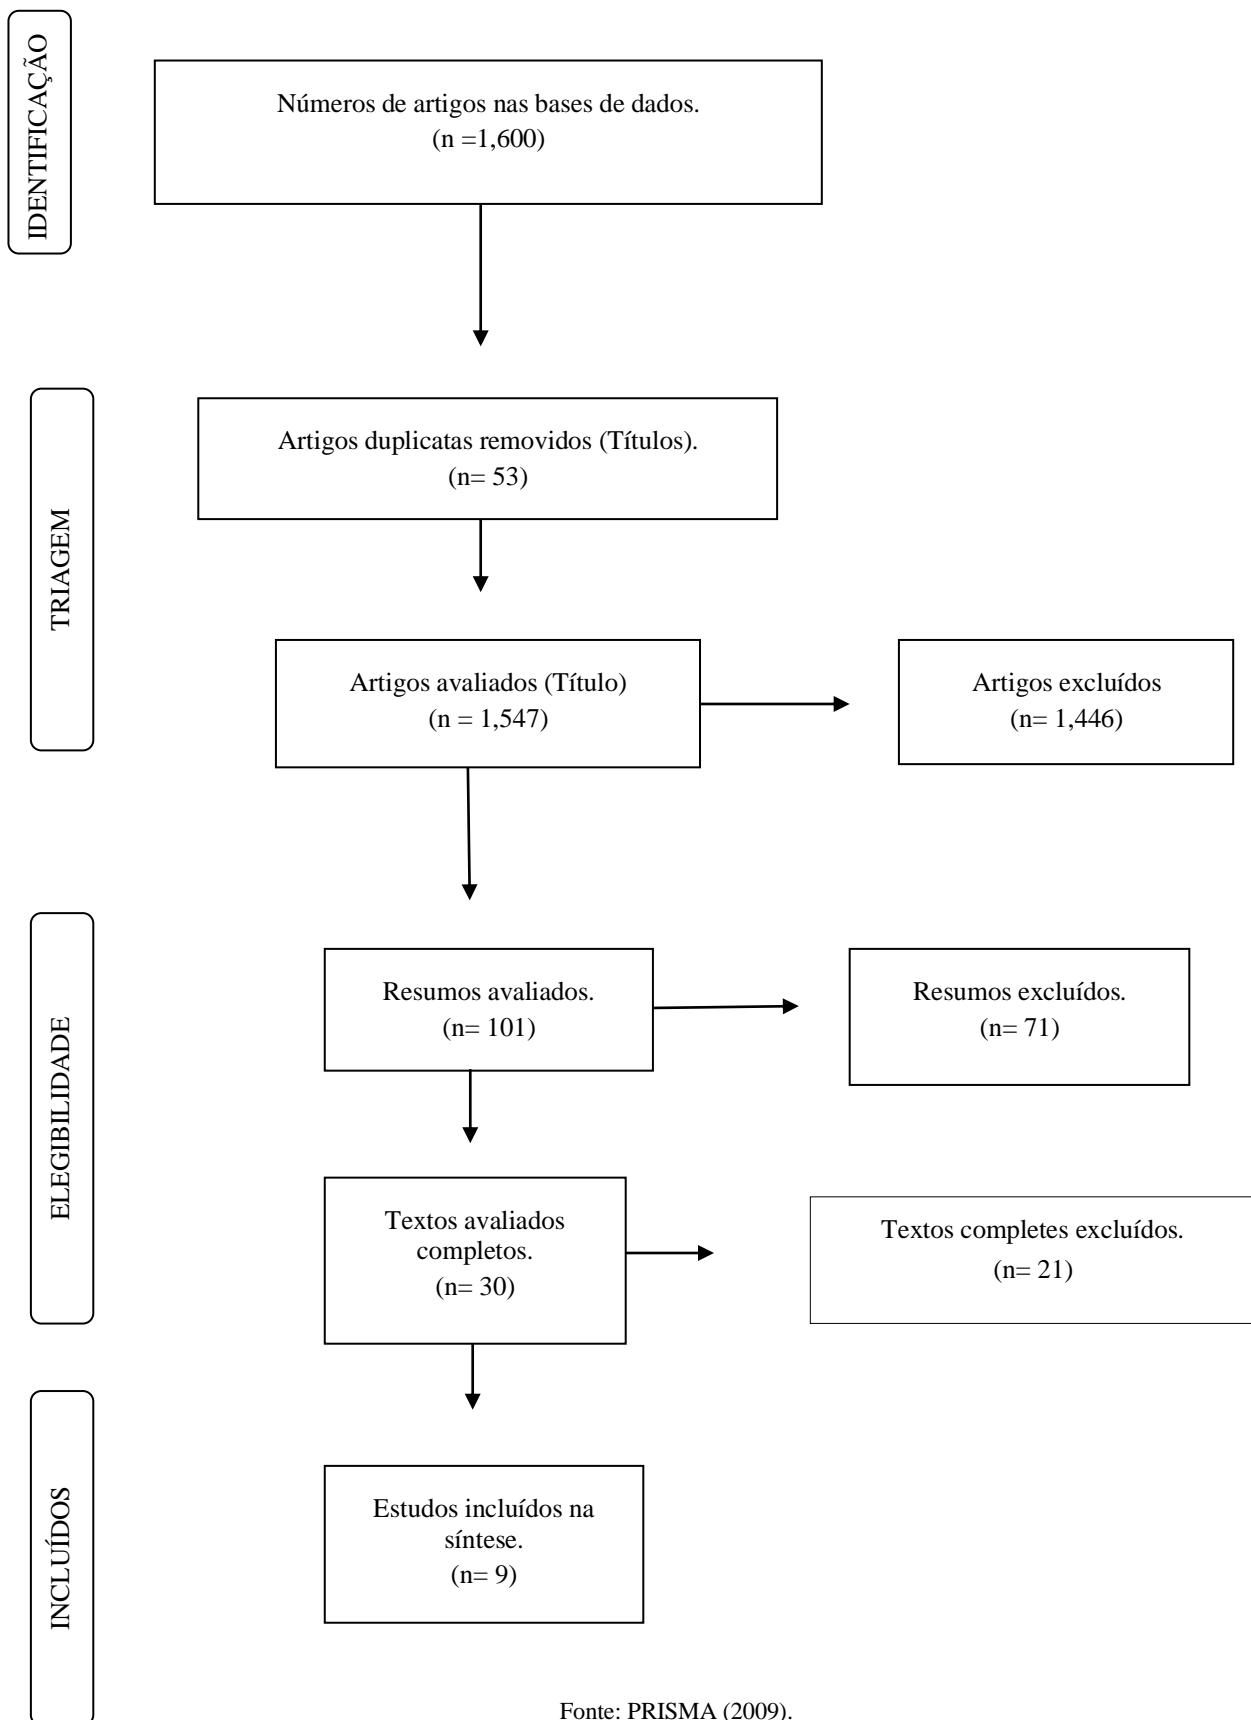 IDENTIFICAÇÃO
Números de artigos nas bases de dados.
(n =1,600)
TRIAGEM
Artigos duplicatas removidos (Títulos).
(n= 53)
Artigos avaliados (Título)
(n = 1,547)
Artigos excluídos
(n= 1,446)
ELEGIBILIDADE
Resumos avaliados.
(n= 101)
Resumos excluídos.
(n= 71)
Textos avaliados
completos.
(n= 30)
Textos completes excluídos.
(n= 21)
INCLUÍDOS
Estudos incluídos na
síntese.
(n= 9)
Fonte: PRISMA (2009).